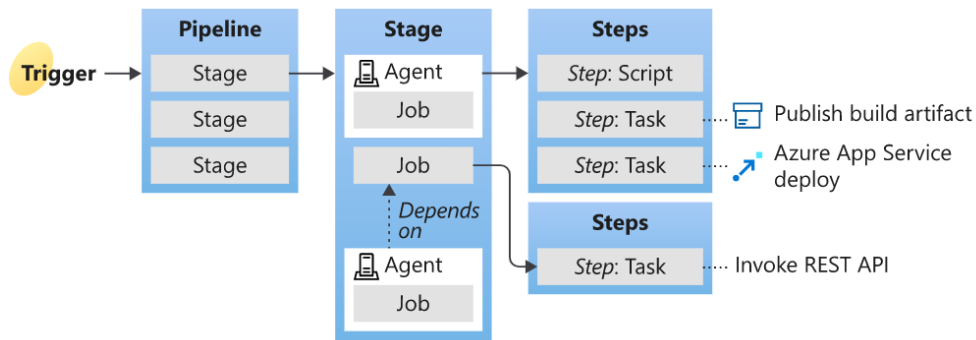 Trigger
Pipeline
Stage
Stage
Stage
Stage
Agent
Job
Job
Depends
on
Agent
Job
Steps
Step: Script
Step: Task
Publish build artifact
Step: Task
Azure App Service
deploy
Steps
Step: Task
Invoke REST API